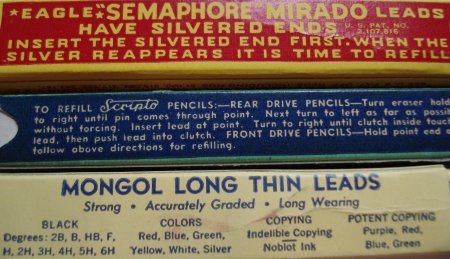 *EAGLE "SEMAPHORE" MIRADO LEADS
HAVE SILVERED ENDS U.S. PAT. NO. 2,107,816
INSERT THE SILVERED END FIRST. WHEN THE
SILVER REAPPEARS IT IS TIME TO REFILL
TO REFILL Scripto PENCILS:—REAR DRIVE PENCILS—Turn eraser hold
to right until pin comes through point. Next turn to left as far as possib
without forcing. Insert lead at point. Turn to right until clutch inside touch
lead, then push lead into clutch. FRONT DRIVE PENCILS—Hold point end a
follow above directions for refilling.
MONGOL LONG THIN LEADS
Strong • Accurately Graded • Long Wearing
BLACK COLORS COPYING POTENT COPYING
Degrees: 2B, B, HB, F, Red, Blue, Green, Indelible Copying Purple, Red,
H, 2H, 3H, 4H, 5H, 6H Yellow, White, Silver Noblot Ink Blue, Green